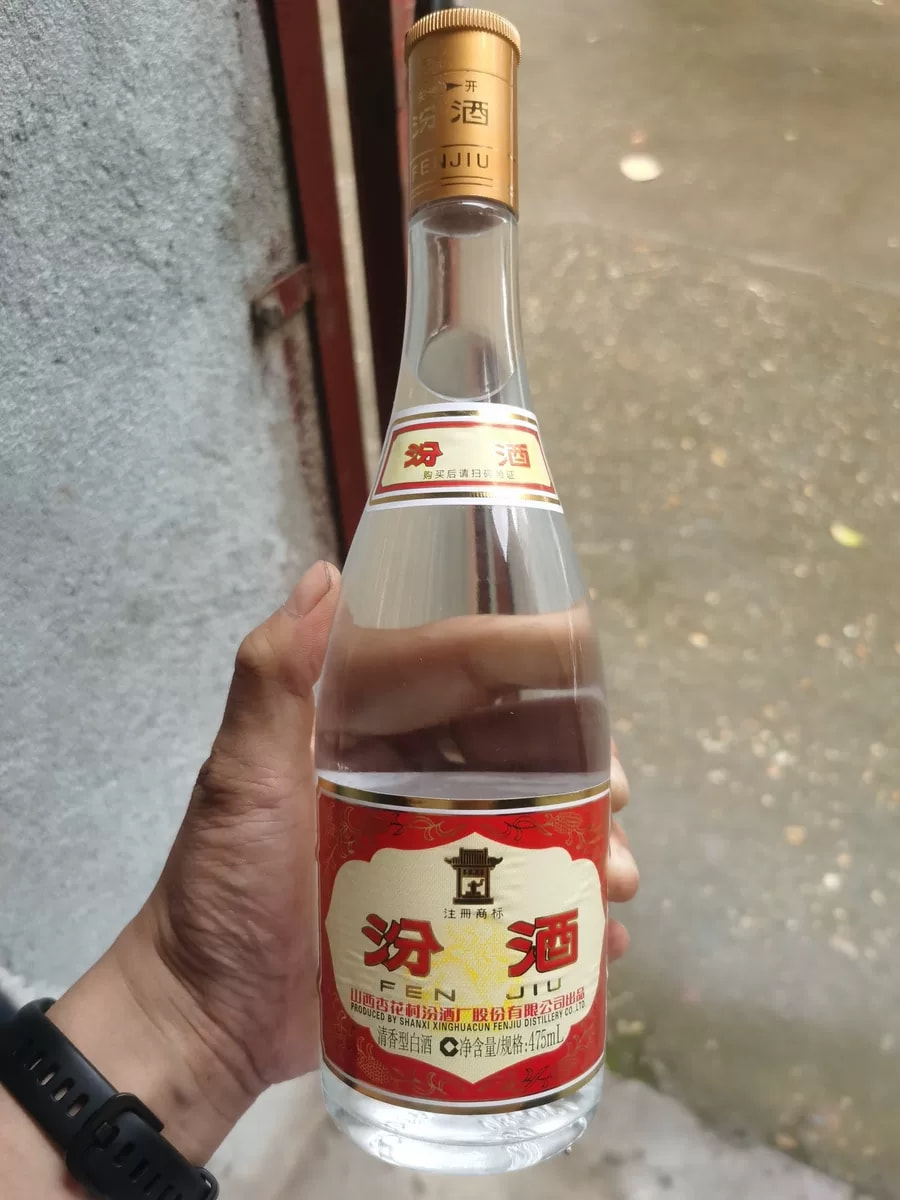 开
汾酒
FENJIU
汾酒
购买后请扫码验证
注册商标
汾酒
FEN JIU
山西杏花村汾酒厂股份有限公司出品
PRODUCED BY SHANXI XINGHUACUN FENJIU DISTILLERY CO.,LTD.
清香型白酒 净含量/规格:475mL